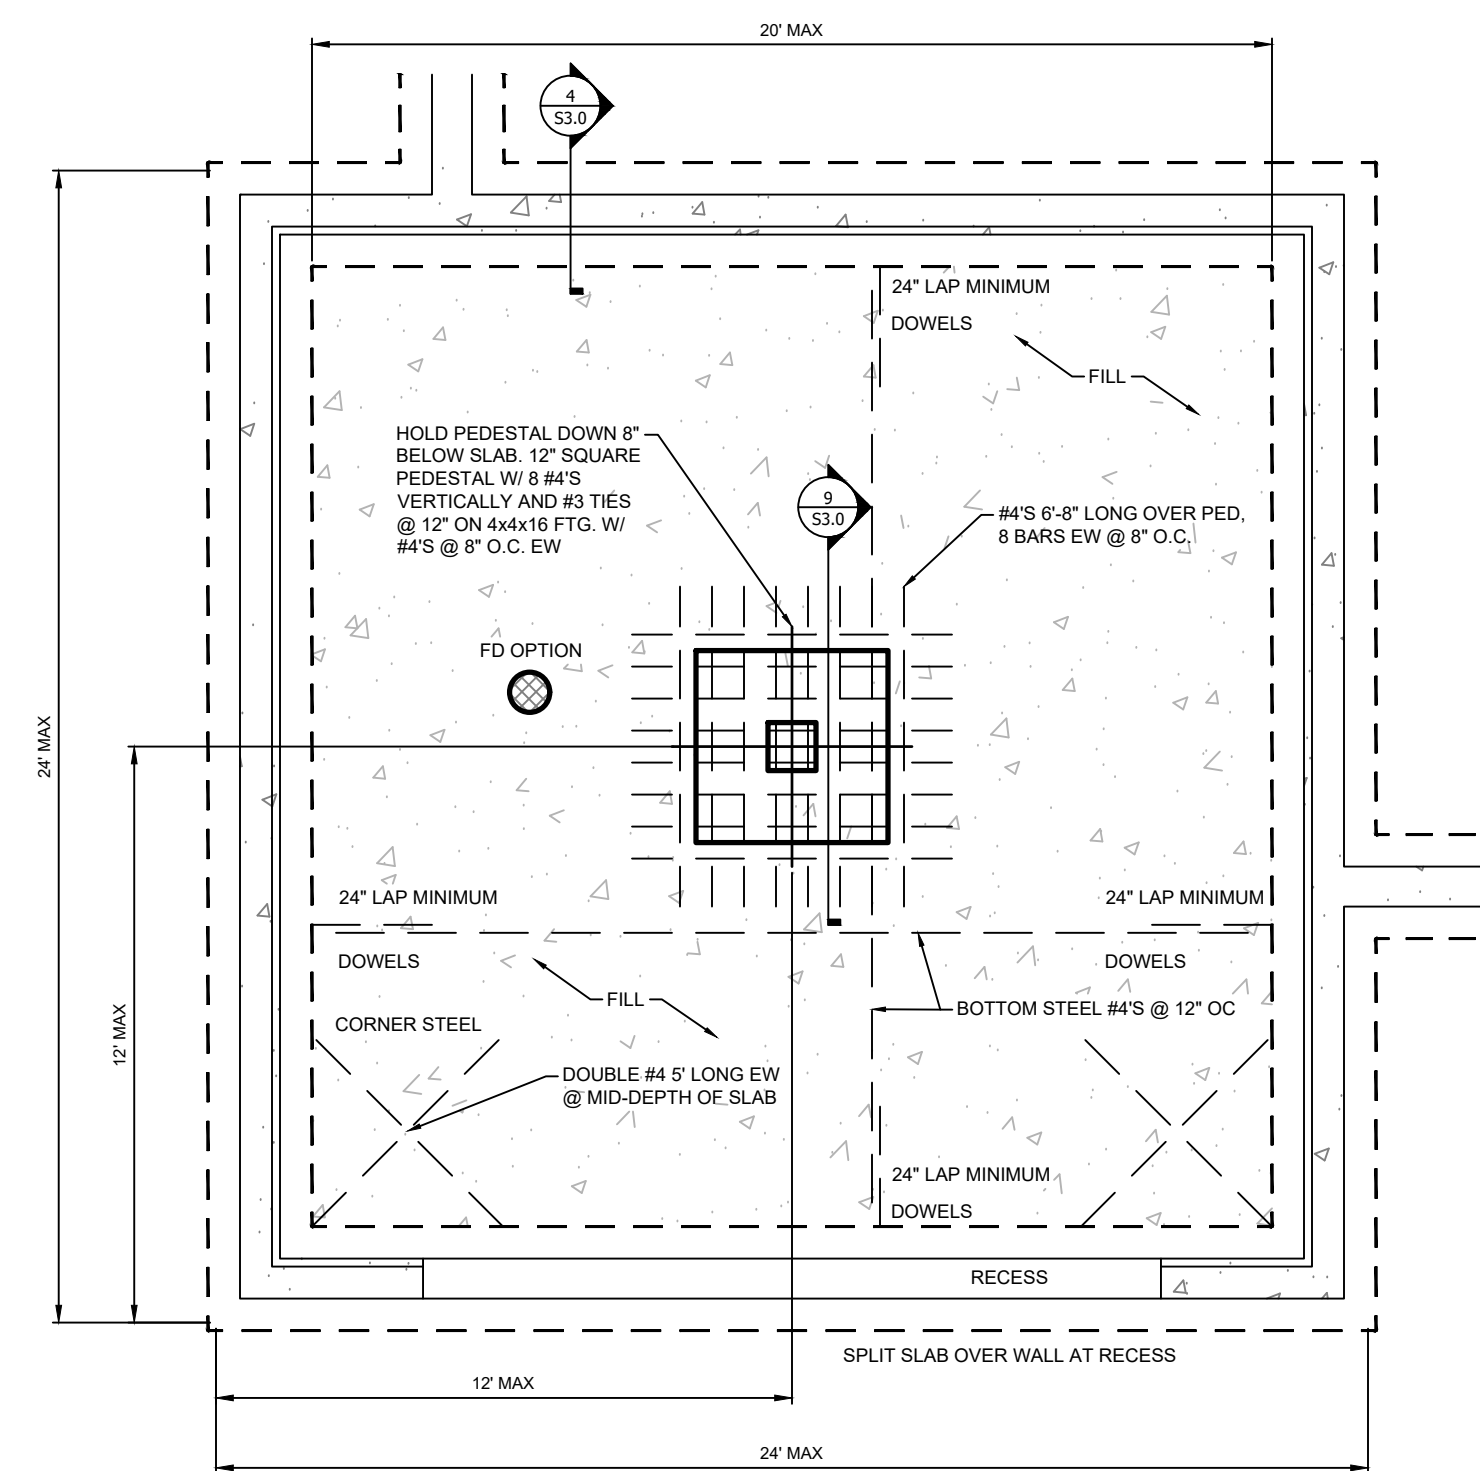 20' MAX
4
S3.0
24" LAP MINIMUM
DOWELS
FILL
HOLD PEDESTAL DOWN 8"
BELOW SLAB. 12" SQUARE
PEDESTAL W/ 8 #4'S
VERTICALLY AND #3 TIES
@ 12" ON 4x4x16 FTG. W/
#4'S @ 8" O.C. EW
9
S3.0
#4'S 6'-8" LONG OVER PED,
8 BARS EW @ 8" O.C.
FD OPTION
24' MAX
24" LAP MINIMUM
24" LAP MINIMUM
DOWELS
DOWELS
FILL
BOTTOM STEEL #4'S @ 12" OC
CORNER STEEL
12' MAX
DOUBLE #4 5' LONG EW
@ MID-DEPTH OF SLAB
24" LAP MINIMUM
DOWELS
RECESS
SPLIT SLAB OVER WALL AT RECESS
12' MAX
24' MAX